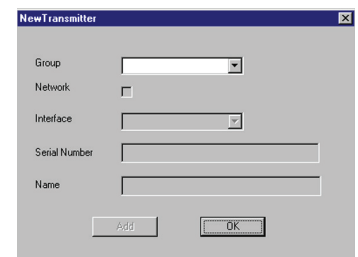 NewTransmitter
Group
Network
Interface
Serial Number
Name
Add OK